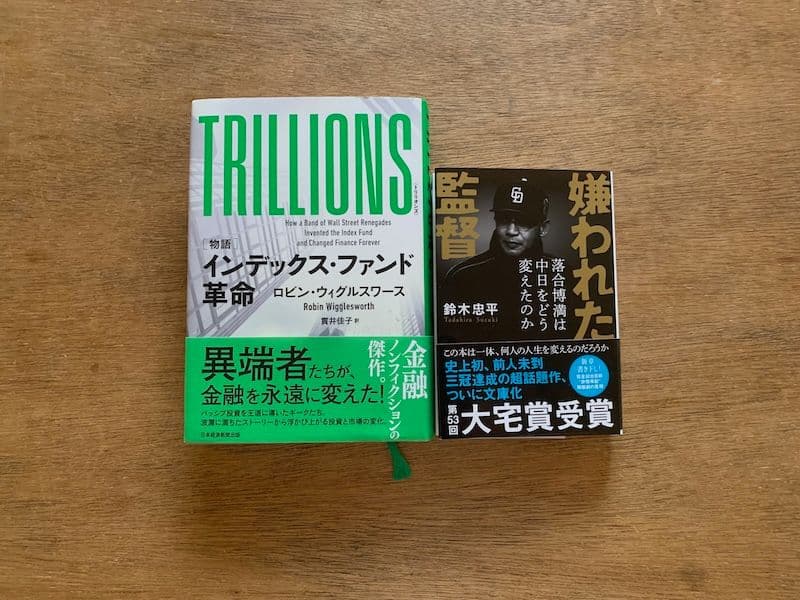 TRILLIONS
［トリリオンズ］
How a Band of Wall Street Renegades
Invented the Index Fund
and Changed Finance Forever
［物語］
インデックス・ファンド
革命
ロビン・ウィグルスワース
Robin Wigglesworth
貫井佳子 訳
異端者たちが、
金融を永遠に変えた!
金融
ノンフィクションの
傑作。
パッシブ投資を王道に導いたギークたち。
波瀾に満ちたストーリーから浮かび上がる投資と市場の変化。
日本経済新聞出版
嫌われた
監督
CD
落合博満は
中日をどう
変えたのか
鈴木忠平
Tadahira Suzuki
この本は一体、何人の人生を変えるのだろうか
史上初、前人未到
三冠達成の超話題作、
ついに文庫化
新章
書き下し!
第53回
大宅賞受賞